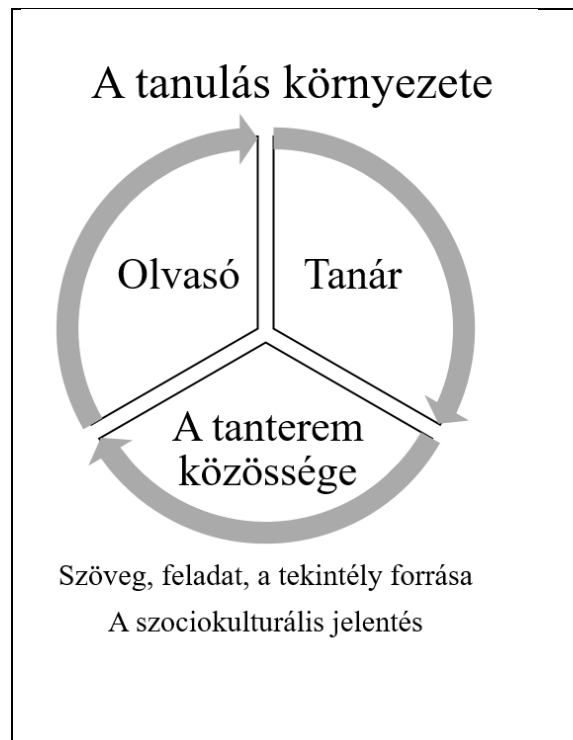 A tanulás környezete
Olvasó
Tanár
A tanterem
közössége
Szöveg, feladat, a tekintély forrása
A szociokulturális jelentés